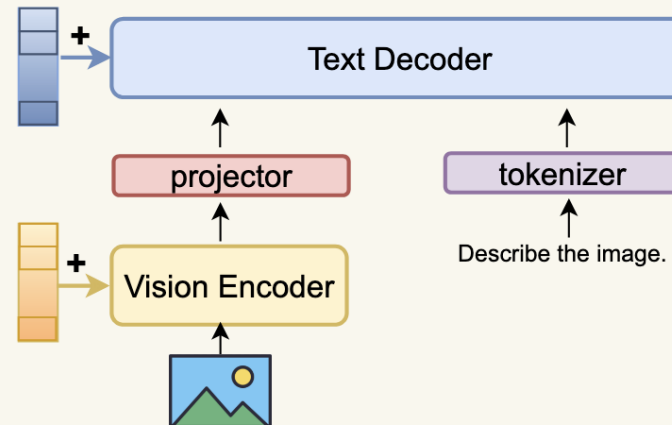 +
Text Decoder
projector
tokenizer
Describe the image.
+
Vision Encoder